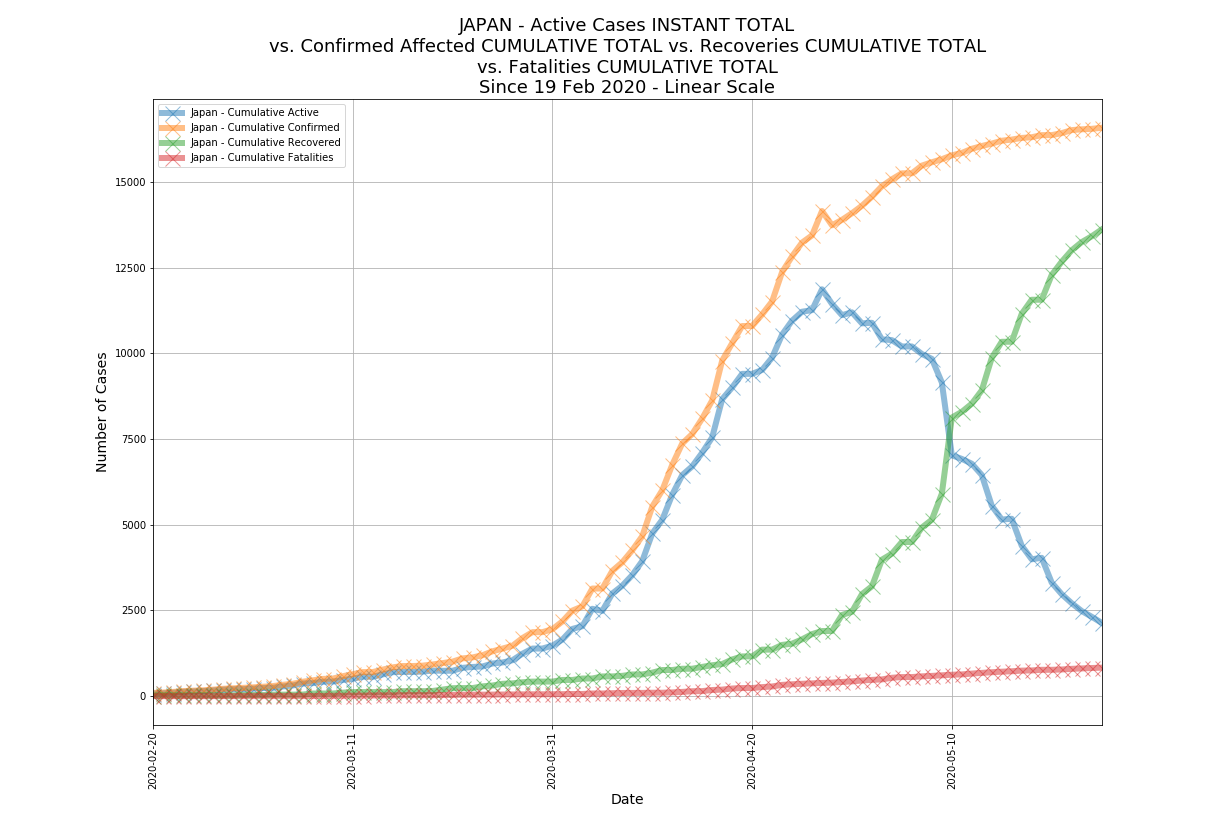 JAPAN - Active Cases INSTANT TOTAL
vs. Confirmed Affected CUMULATIVE TOTAL vs. Recoveries CUMULATIVE TOTAL
vs. Fatalities CUMULATIVE TOTAL
Since 19 Feb 2020 - Linear Scale
Japan - Cumulative Active
Japan - Cumulative Confirmed
Japan - Cumulative Recovered
Japan - Cumulative Fatalities
15000
12500
10000
7500
5000
2500
0
Number of Cases
2020-02-20
2020-03-11
2020-03-31
2020-04-20
2020-05-10
Date